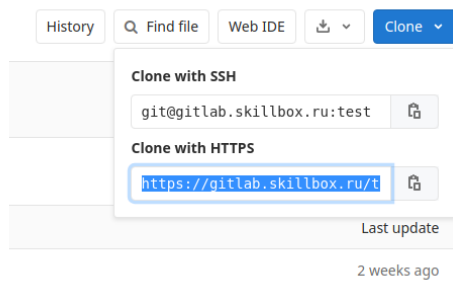 History Find file Web IDE Clone
Clone with SSH
git@gitlab.skillbox.ru:test
Clone with HTTPS
https://gitlab.skillbox.ru/t
Last update
2 weeks ago